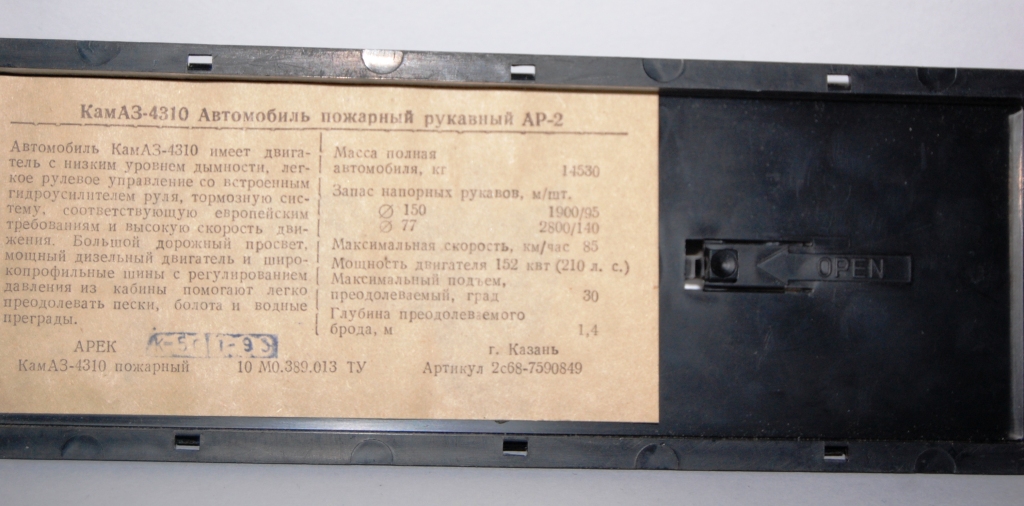 КамАЗ-4310 Автомобиль пожарный рукавный АР-2
Автомобиль КамАЗ-4310 имеет двига-
тель с низким уровнем дымности, лег-
кое рулевое управление со встроенным
гидроусилителем руля, тормозную сис-
тему, соответствующую европейским
требованиям и высокую скорость дви-
жения. Большой дорожный просвет,
мощный дизельный двигатель и широ-
копрофильные шины с регулированием
давления из кабины помогают легко
преодолевать пески, болота и водные
преграды.
Масса полная
автомобиля, кг 14530
Запас напорных рукавов, м/шт.
∅ 150 1900/95
∅ 77 2800/140
Максимальная скорость, км/час 85
Мощность двигателя 152 квт (210 л. с.)
Максимальный подъем,
преодолеваемый, град 30
Глубина преодолеваемого
брода, м 1,4
АРЕК
г. Казань
КамАЗ-4310 пожарный 10 М0.389.013 ТУ Артикул 2с68-7590849
OPEN